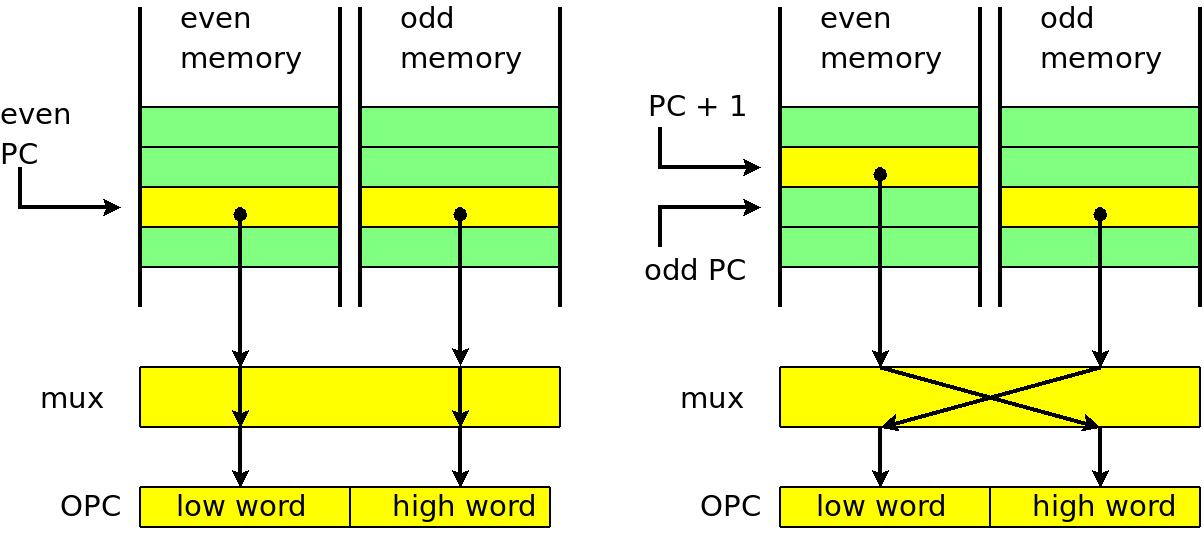 even
memory
odd
memory
even
PC
mux
OPC
low word
high word
even
memory
odd
memory
PC + 1
odd PC
mux
OPC
low word
high word